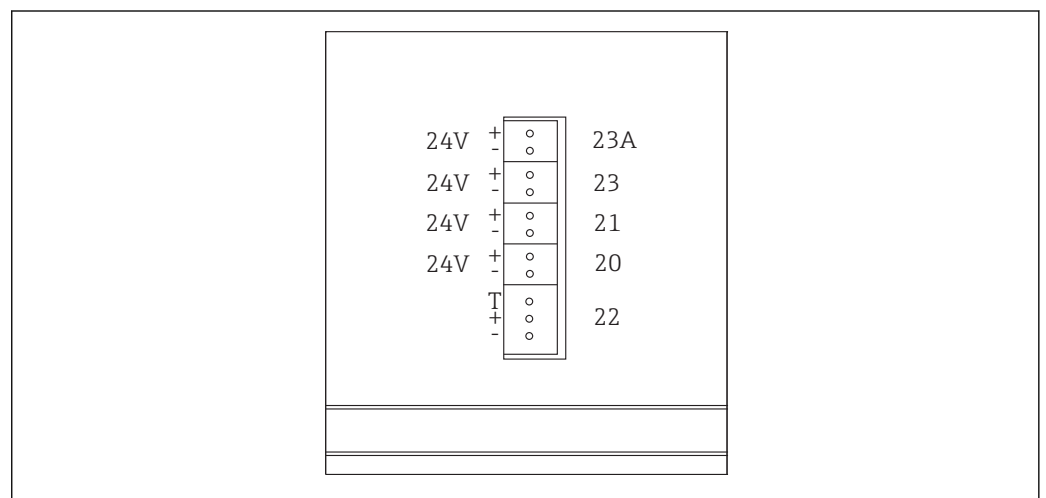 24V + - 23A
24V + - 23
24V + - 21
24V + - 20
T + - 22